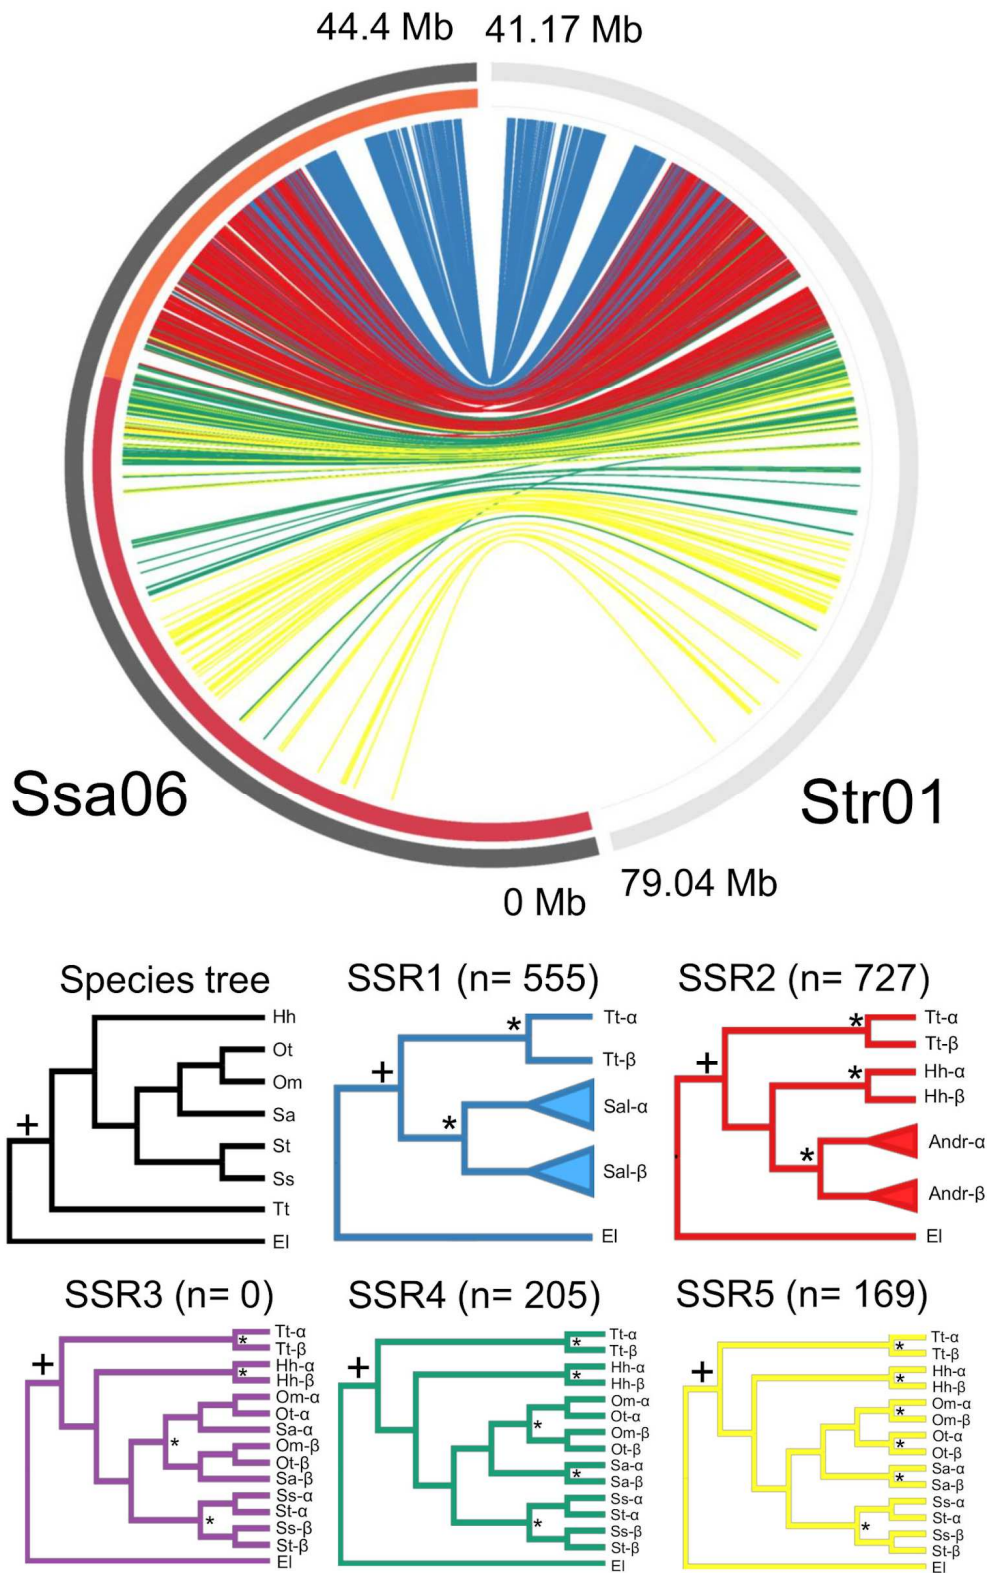 44.4 Mb 41.17 Mb
Ssa06
Str01
0 Mb
79.04 Mb
Species tree
+
Hh
Ot
Om
Sa
St
Ss
Tt
El
SSR1 (n= 555)
+
*
Tt-α
Tt-β
*
Sal-α
Sal-β
El
SSR2 (n= 727)
+
*
Tt-α
Tt-β
*
Hh-α
Hh-β
*
Andr-α
Andr-β
El
SSR3 (n= 0)
+
Tt-α
*
Tt-β
Hh-α
*
Hh-β
Om-α
Ot-α
Sa-α
*
Om-β
Ot-β
Sa-β
Ss-α
St-α
*
Ss-β
St-β
El
SSR4 (n= 205)
+
Tt-α
*
Tt-β
Hh-α
*
Hh-β
Om-α
Ot-α
*
Om-β
Ot-β
Sa-α
*
Sa-β
Ss-α
St-α
*
Ss-β
St-β
El
SSR5 (n= 169)
+
Tt-α
*
Tt-β
Hh-α
*
Hh-β
Om-α
*
Om-β
Ot-α
*
Ot-β
Sa-α
*
Sa-β
Ss-α
St-α
*
Ss-β
St-β
El